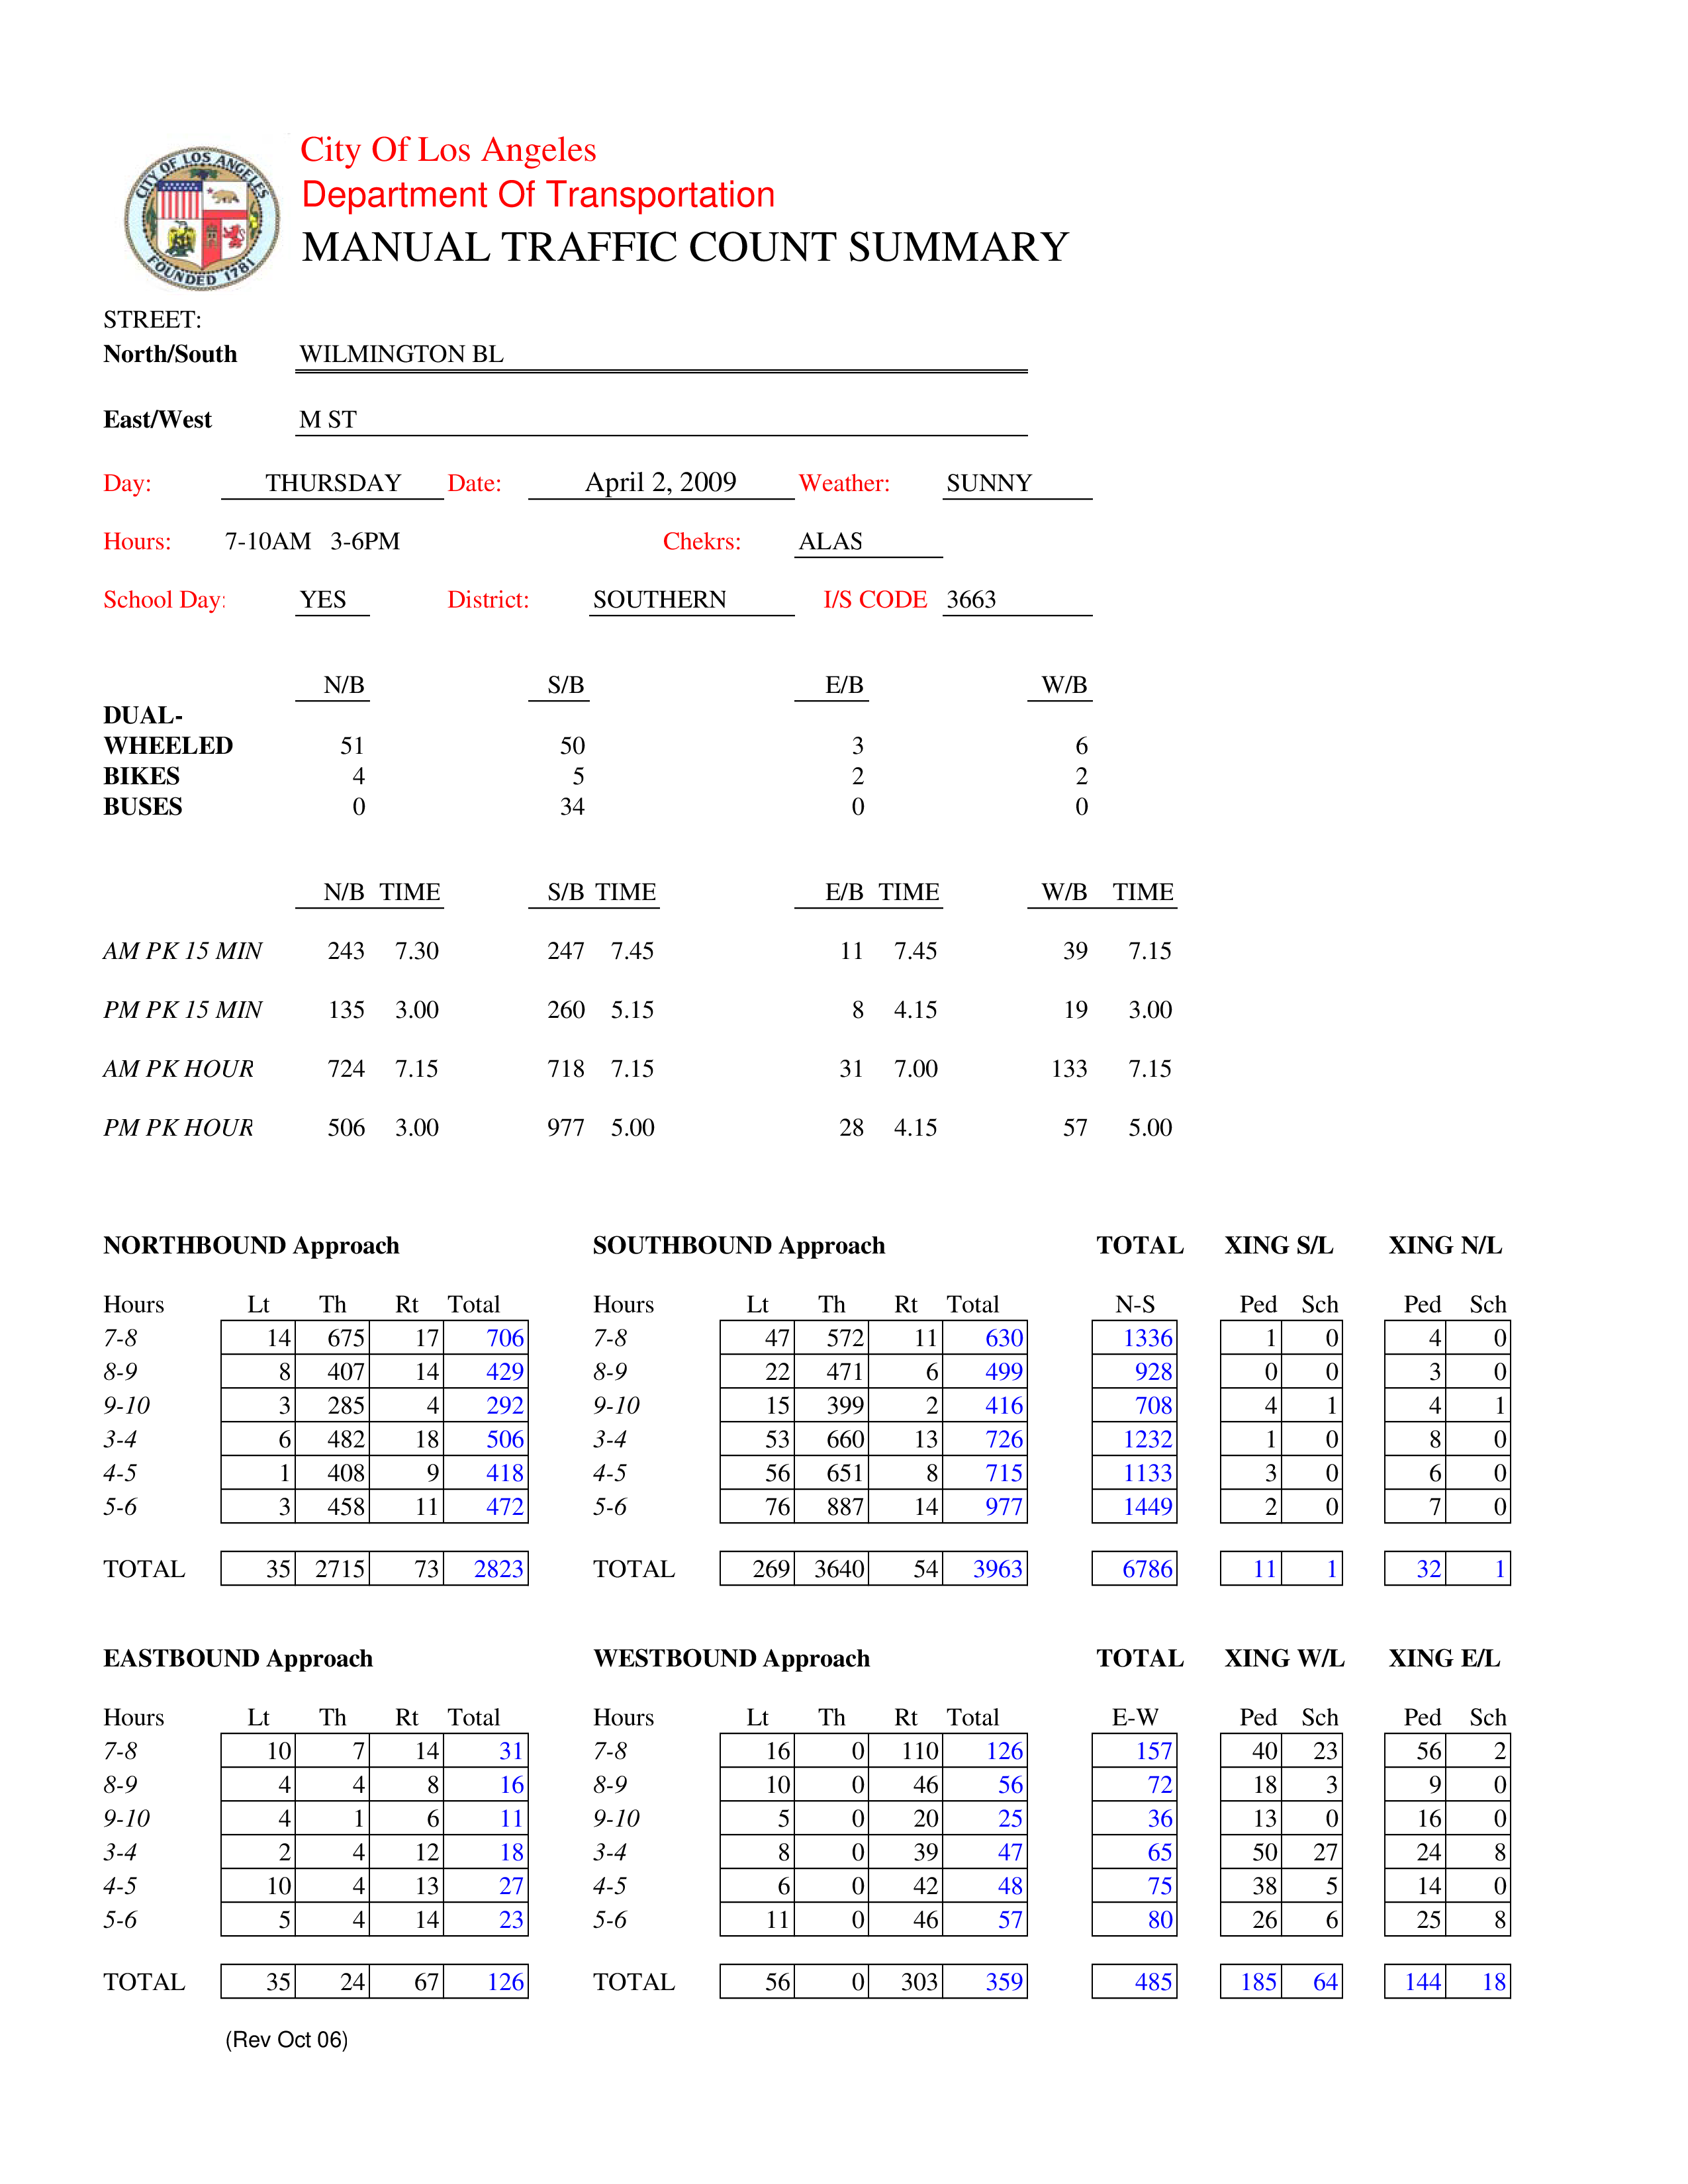 CITY OF LOS ANGELES
FOUNDED 1781
City Of Los Angeles
Department Of Transportation
MANUAL TRAFFIC COUNT SUMMARY
STREET:
North/South WILMINGTON BL
East/West M ST
Day: THURSDAY Date: April 2, 2009 Weather: SUNNY
Hours: 7-10AM 3-6PM Chekrs: ALAS
School Day: YES District: SOUTHERN I/S CODE 3663
N/B S/B E/B W/B
DUAL-
WHEELED 51 50 3 6
BIKES 4 5 2 2
BUSES 0 34 0 0
N/B TIME S/B TIME E/B TIME W/B TIME
AM PK 15 MIN 243 7.30 247 7.45 11 7.45 39 7.15
PM PK 15 MIN 135 3.00 260 5.15 8 4.15 19 3.00
AM PK HOUR 724 7.15 718 7.15 31 7.00 133 7.15
PM PK HOUR 506 3.00 977 5.00 28 4.15 57 5.00
NORTHBOUND Approach SOUTHBOUND Approach TOTAL XING S/L XING N/L
Hours Lt Th Rt Total Hours Lt Th Rt Total N-S Ped Sch Ped Sch
7-8 14 675 17 706 7-8 47 572 11 630 1336 1 0 4 0
8-9 8 407 14 429 8-9 22 471 6 499 928 0 0 3 0
9-10 3 285 4 292 9-10 15 399 2 416 708 4 1 4 1
3-4 6 482 18 506 3-4 53 660 13 726 1232 1 0 8 0
4-5 1 408 9 418 4-5 56 651 8 715 1133 3 0 6 0
5-6 3 458 11 472 5-6 76 887 14 977 1449 2 0 7 0
TOTAL 35 2715 73 2823 TOTAL 269 3640 54 3963 6786 11 1 32 1
EASTBOUND Approach WESTBOUND Approach TOTAL XING W/L XING E/L
Hours Lt Th Rt Total Hours Lt Th Rt Total E-W Ped Sch Ped Sch
7-8 10 7 14 31 7-8 16 0 110 126 157 40 23 56 2
8-9 4 4 8 16 8-9 10 0 46 56 72 18 3 9 0
9-10 4 1 6 11 9-10 5 0 20 25 36 13 0 16 0
3-4 2 4 12 18 3-4 8 0 39 47 65 50 27 24 8
4-5 10 4 13 27 4-5 6 0 42 48 75 38 5 14 0
5-6 5 4 14 23 5-6 11 0 46 57 80 26 6 25 8
TOTAL 35 24 67 126 TOTAL 56 0 303 359 485 185 64 144 18
(Rev Oct 06)